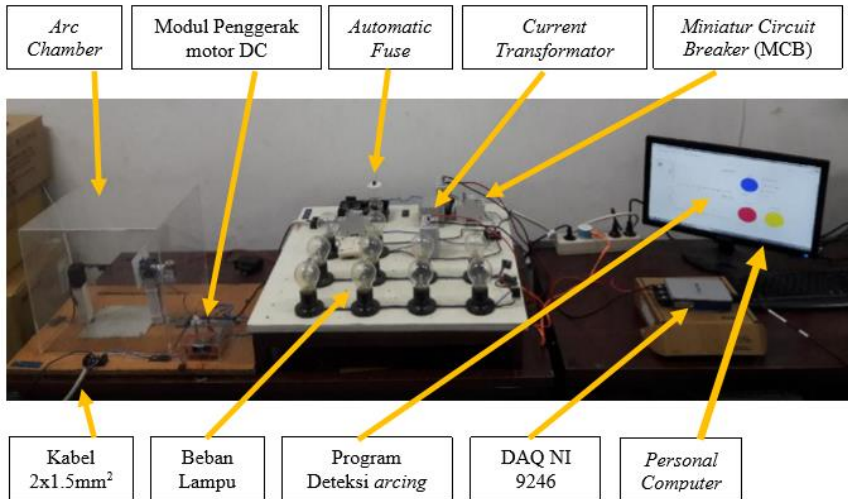 Arc
Chamber
Modul Penggerak
motor DC
Automatic
Fuse
Current
Transformator
Miniatur Circuit
Breaker (MCB)
Kabel
2x1.5mm²
Beban
Lampu
Program
Deteksi arcing
DAQ NI
9246
Personal
Computer